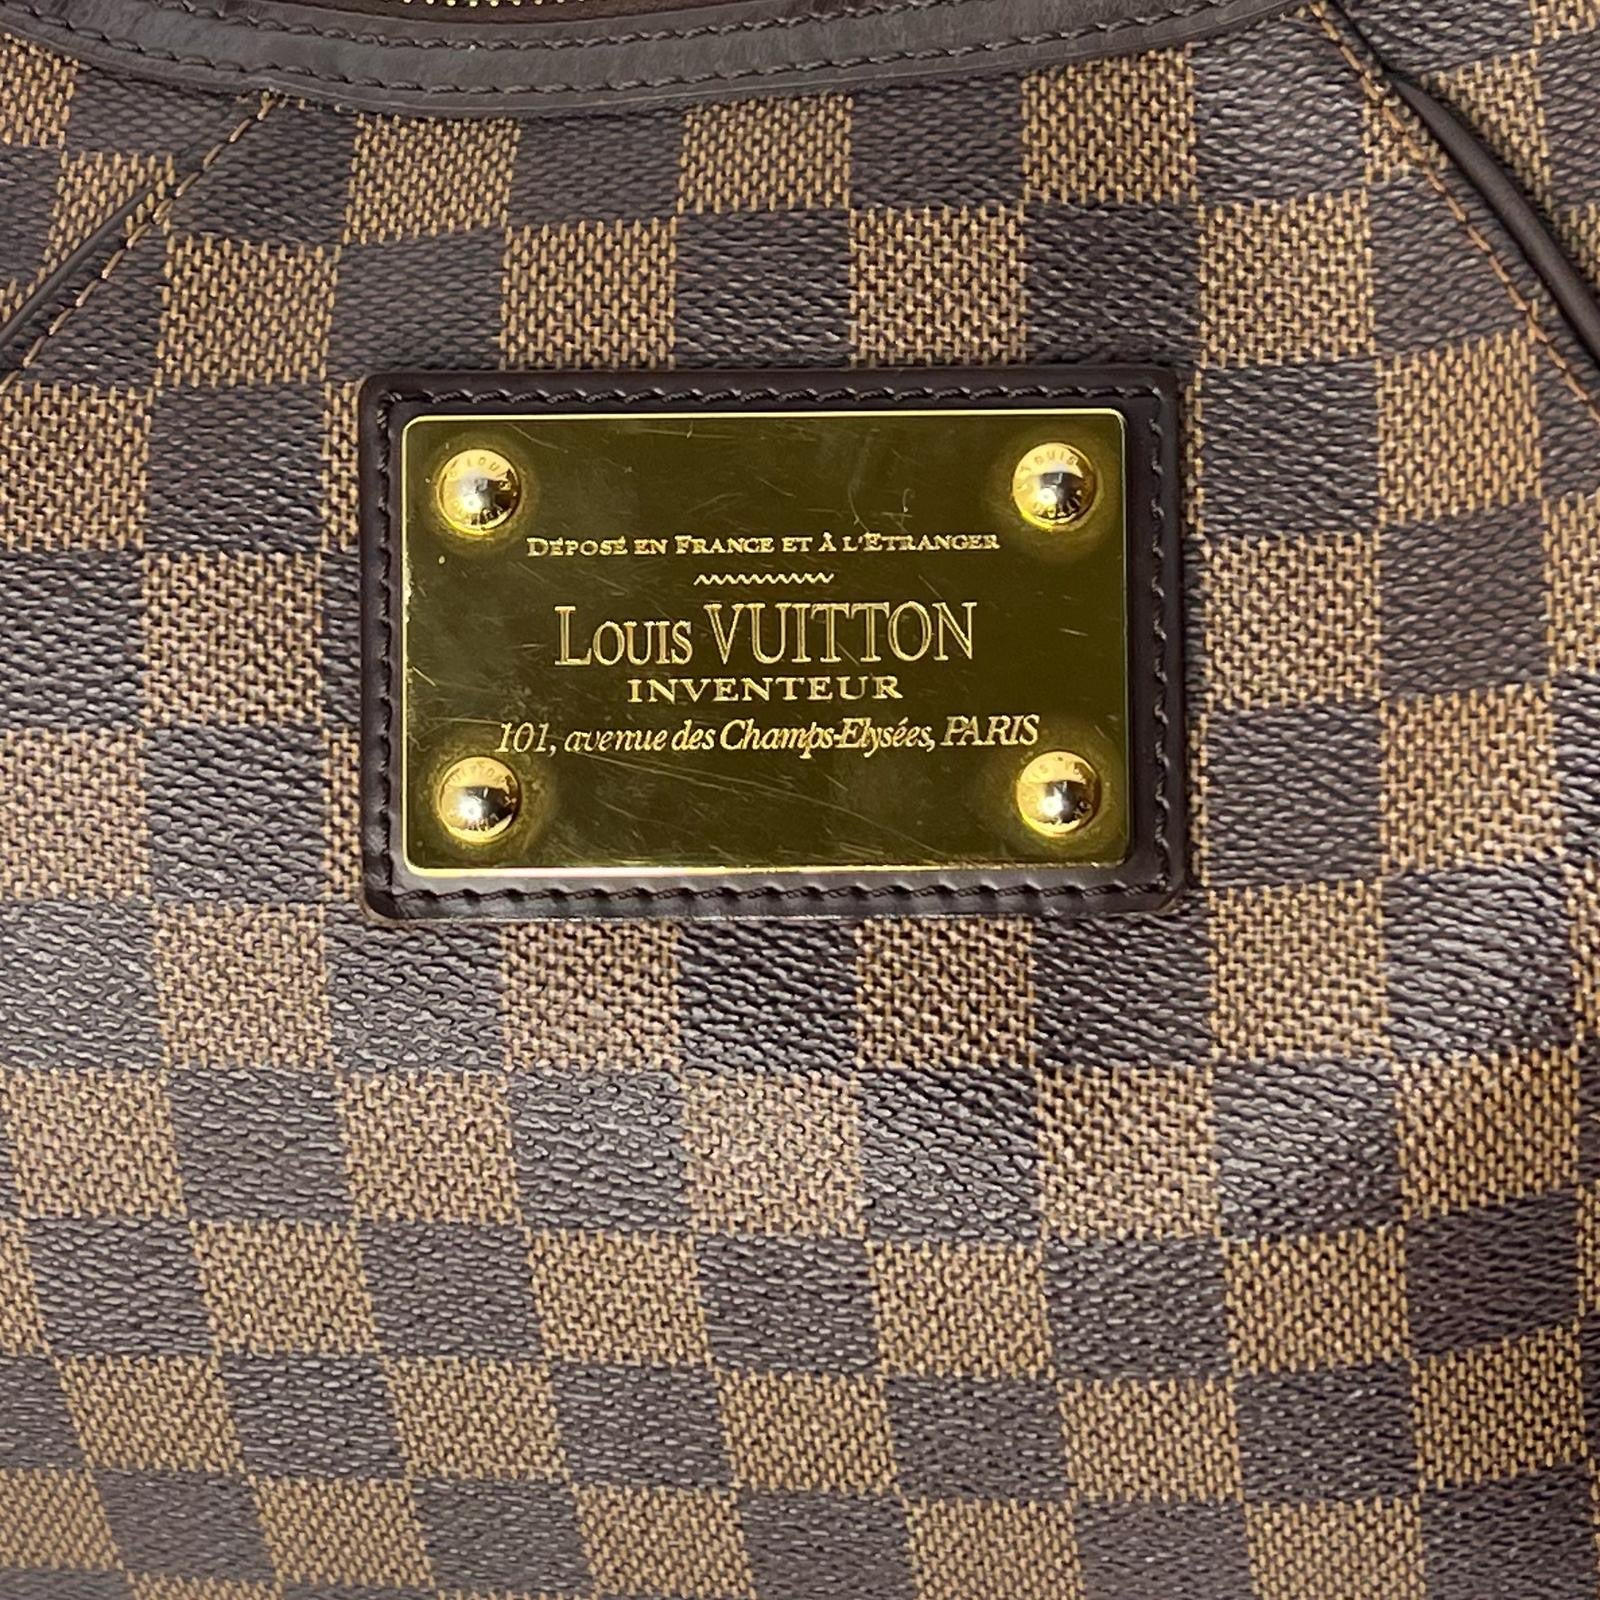 DÉPOSÉ EN FRANCE ET À L'ETRANGER
LOUIS VUITTON
INVENTEUR
101, avenue des Champs-Elysées, PARIS